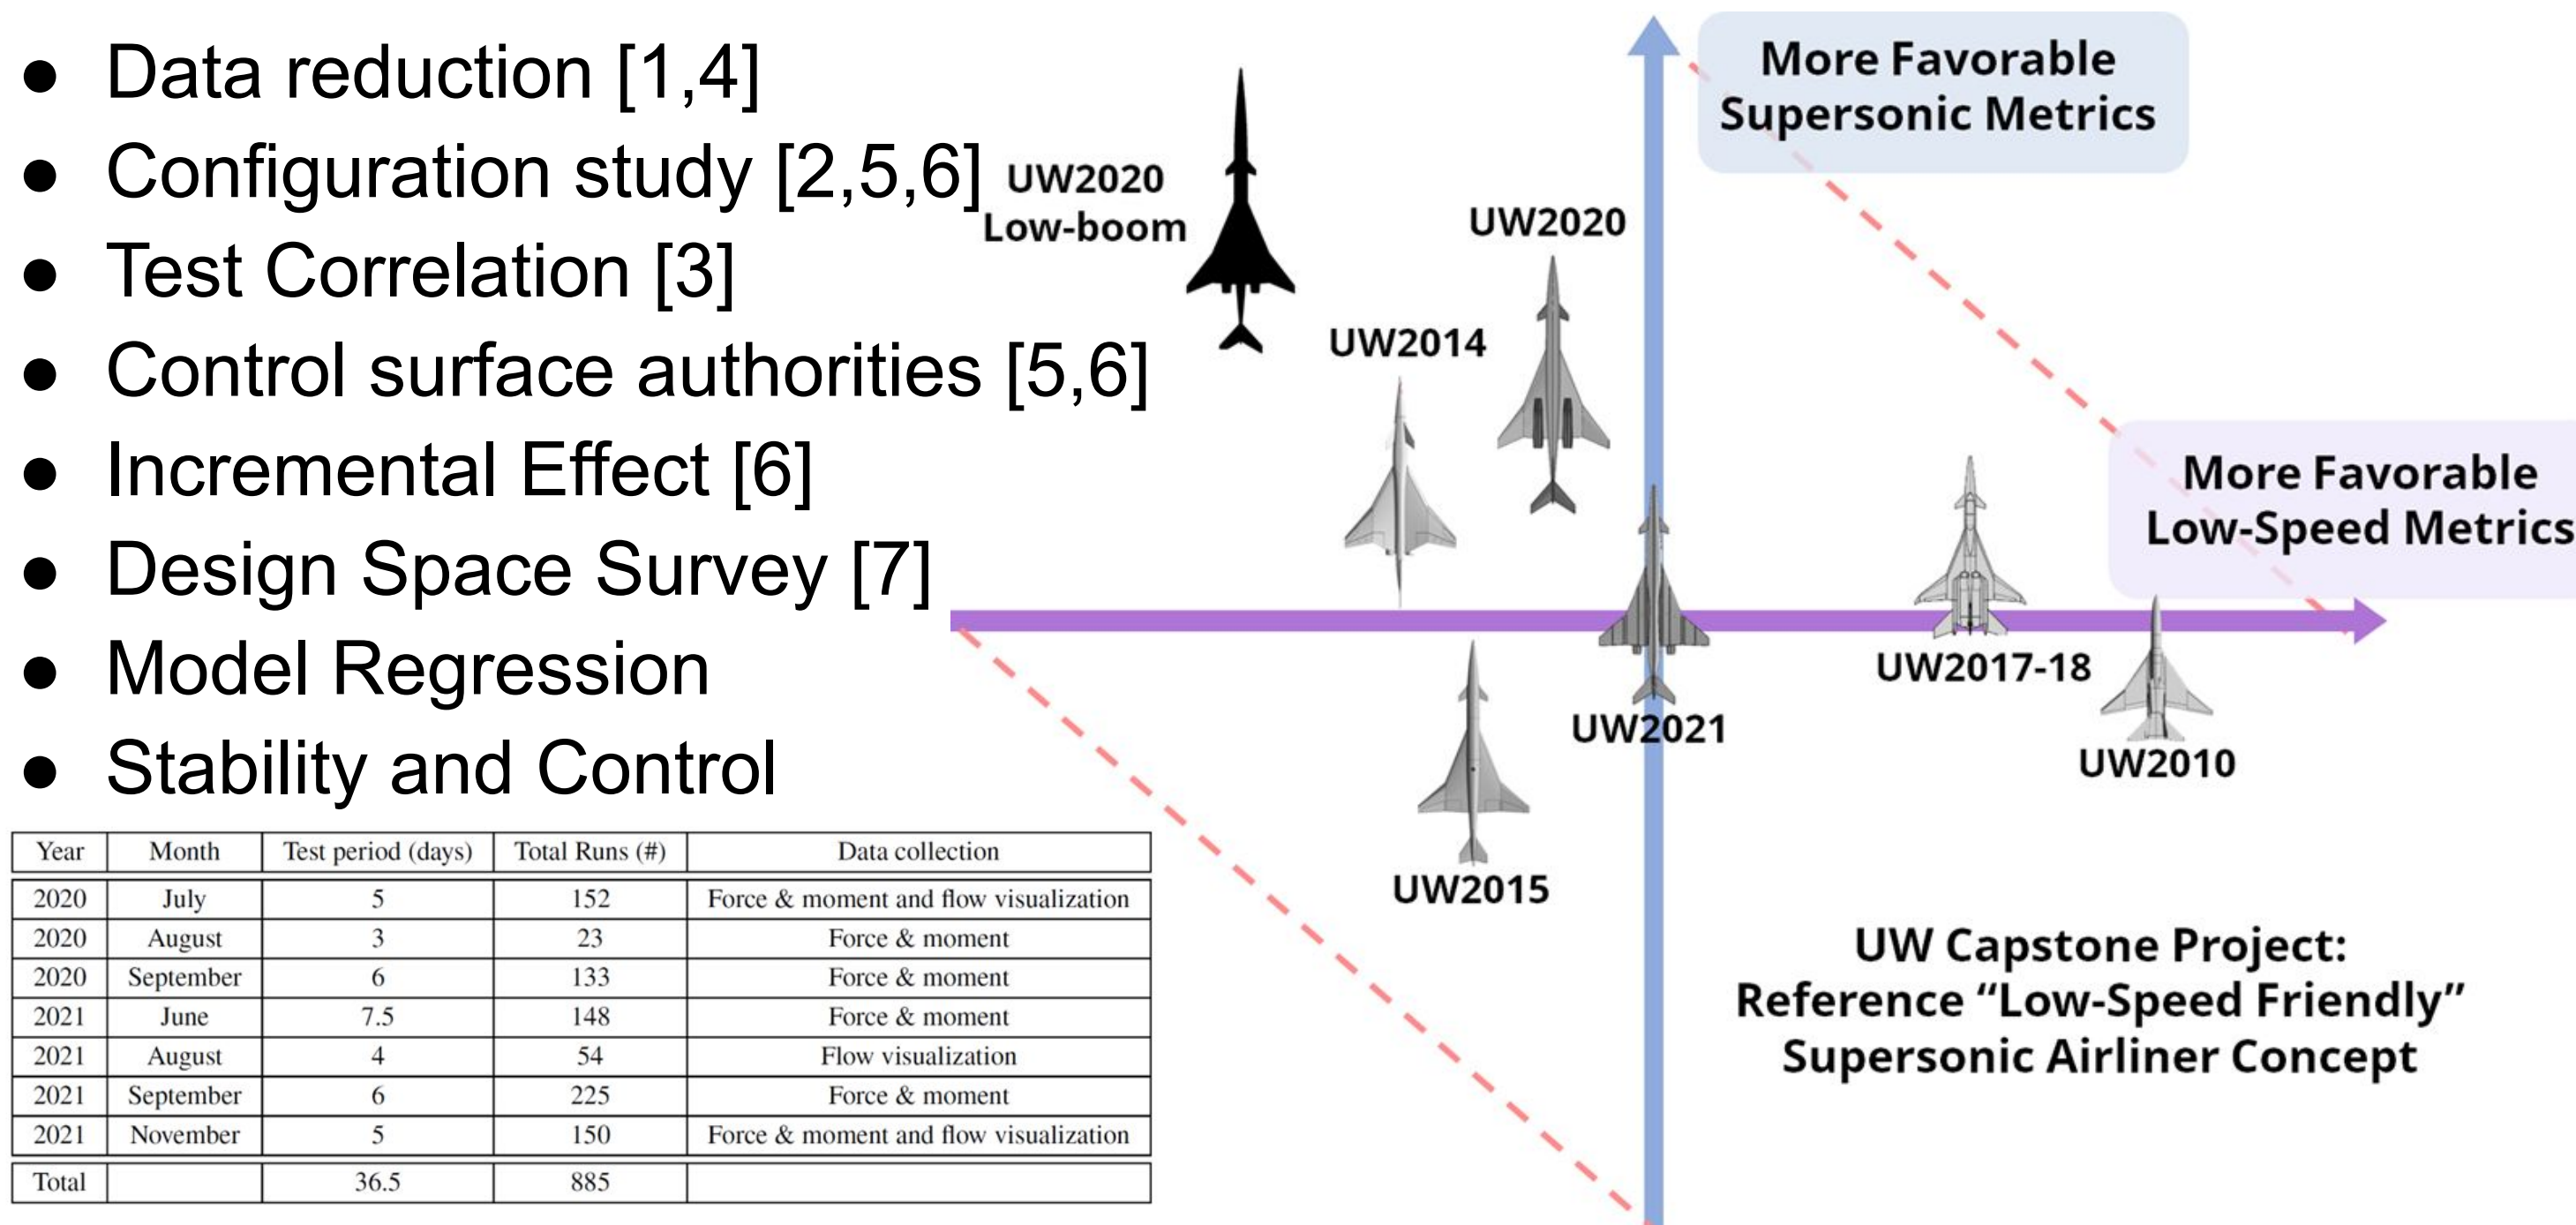 ● Data reduction [1,4]
● Configuration study [2,5,6]
● Test Correlation [3]
● Control surface authorities [5,6]
● Incremental Effect [6]
● Design Space Survey [7]
● Model Regression
● Stability and Control
Year Month Test period (days) Total Runs (#) Data collection
2020 July 5 152 Force & moment and flow visualization
2020 August 3 23 Force & moment
2020 September 6 133 Force & moment
2021 June 7.5 148 Force & moment
2021 August 4 54 Flow visualization
2021 September 6 225 Force & moment
2021 November 5 150 Force & moment and flow visualization
Total 36.5 885
More Favorable
Supersonic Metrics
UW2020
Low-boom
UW2020
UW2014
More Favorable
Low-Speed Metrics
UW2017-18
UW2021
UW2010
UW2015
UW Capstone Project:
Reference “Low-Speed Friendly”
Supersonic Airliner Concept